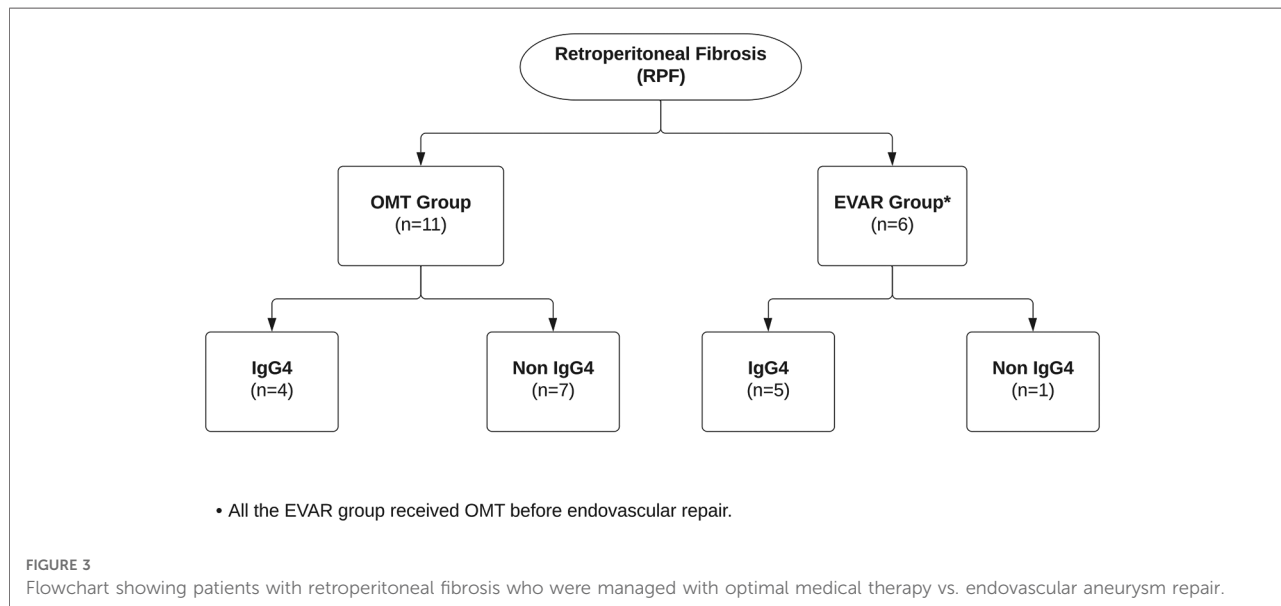 Retroperitoneal Fibrosis
(RPF)
OMT Group
(n=11)
EVAR Group*
(n=6)
IgG4
(n=4)
Non IgG4
(n=7)
IgG4
(n=5)
Non IgG4
(n=1)
• All the EVAR group received OMT before endovascular repair.
FIGURE 3
Flowchart showing patients with retroperitoneal fibrosis who were managed with optimal medical therapy vs. endovascular aneurysm repair.